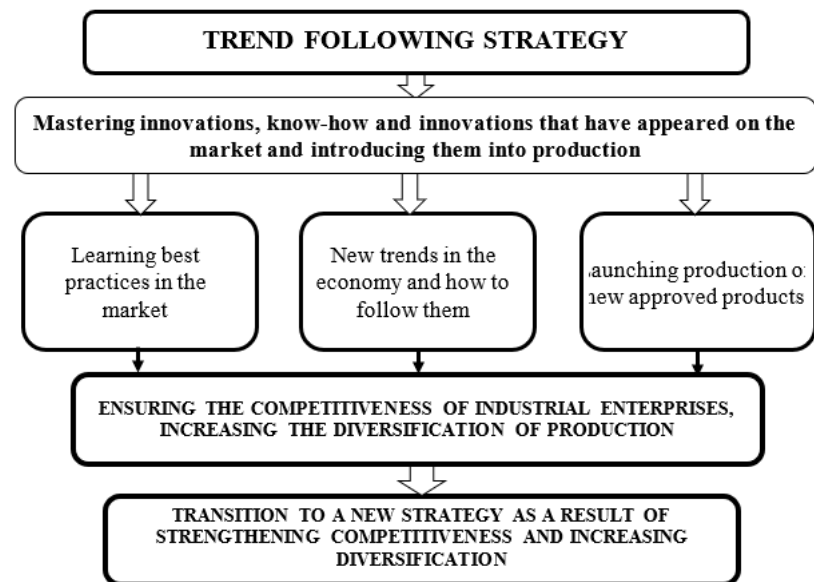 TREND FOLLOWING STRATEGY
Mastering innovations, know-how and innovations that have appeared on the
market and introducing them into production
Learning best
practices in the
market
New trends in the
economy and how to
follow them
aunching production o
new approved products
ENSURING THE COMPETITIVENESS OF INDUSTRIAL ENTERPRISES,
INCREASING THE DIVERSIFICATION OF PRODUCTION
TRANSITION TO A NEW STRATEGY AS A RESULT OF
STRENGTHENING COMPETITIVENESS AND INCREASING
DIVERSIFICATION